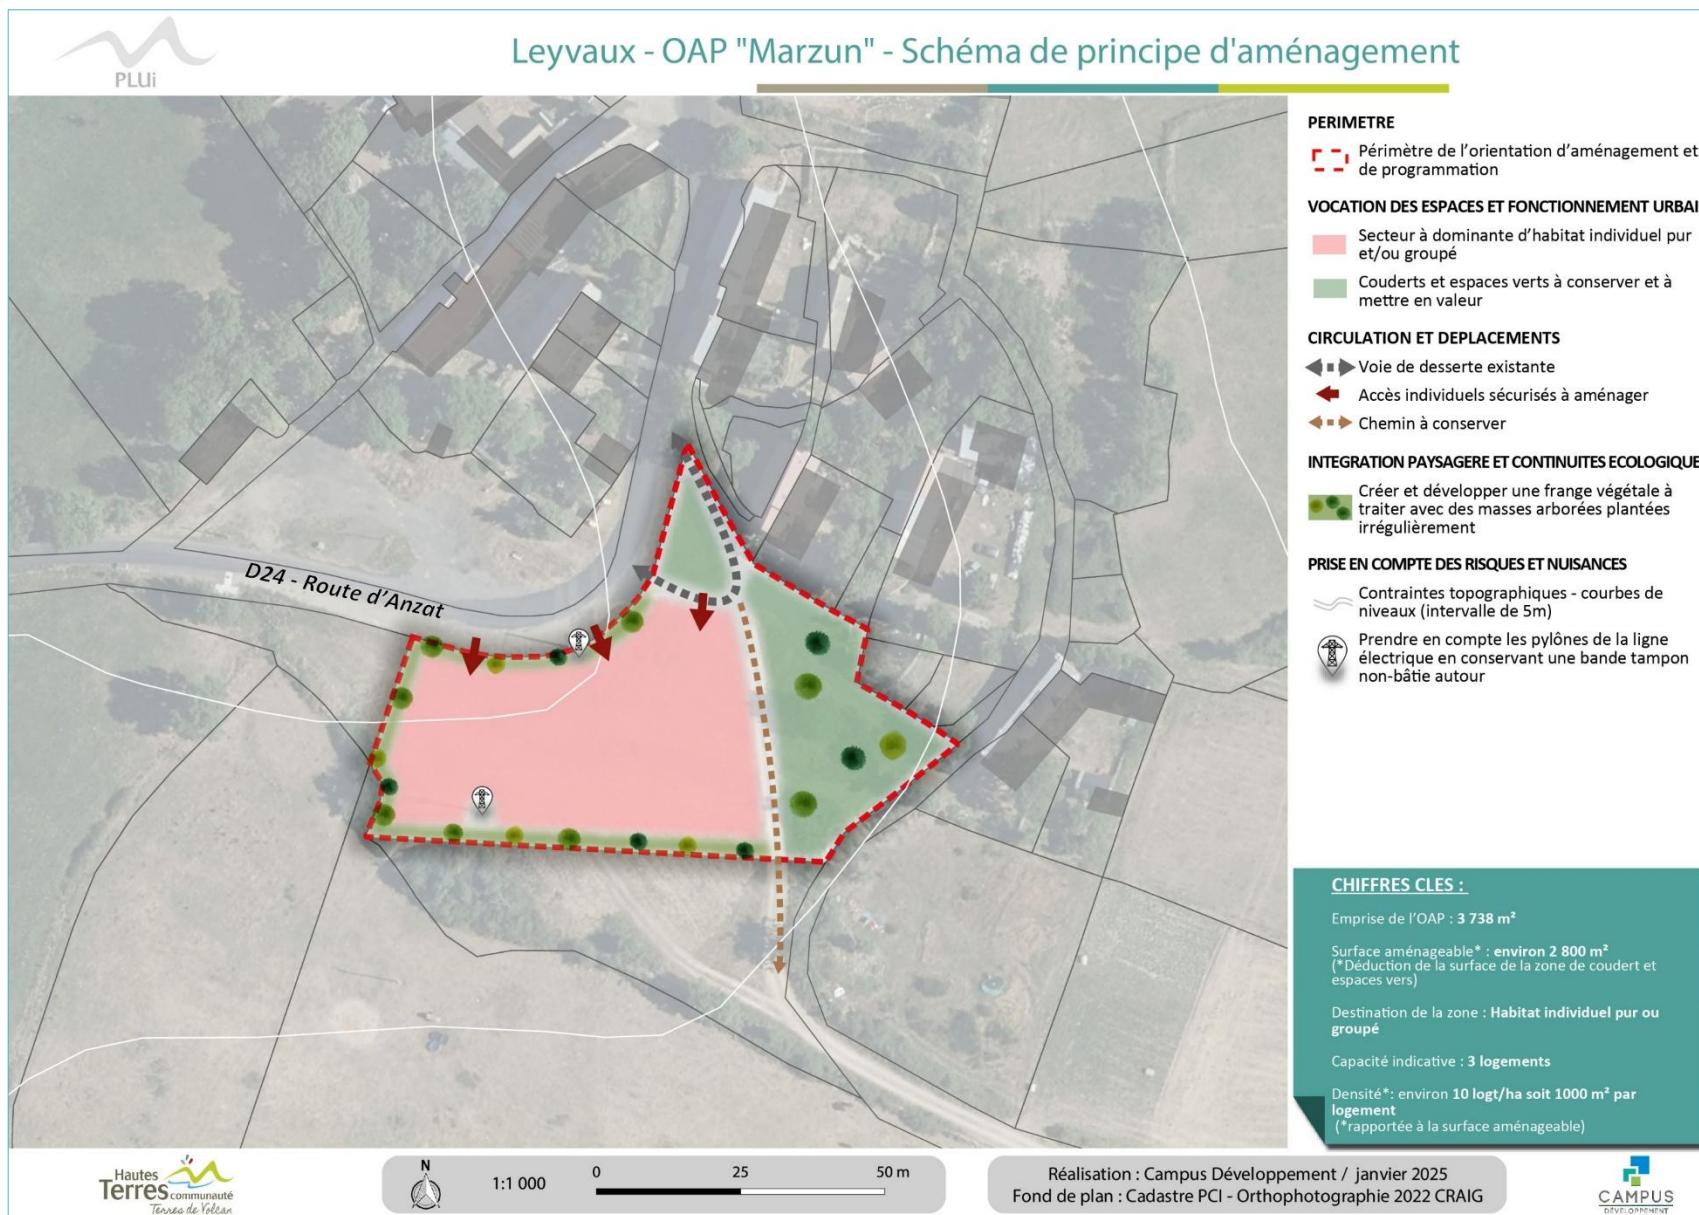 PLUi
Leyvaux - OAP "Marzun" - Schéma de principe d'aménagement
D24 - Route d'Anzat
PERIMETRE
Périmètre de l'orientation d'aménagement et
de programmation
VOCATION DES ESPACES ET FONCTIONNEMENT URBAI
Secteur à dominante d'habitat individuel pur
et/ou groupé
Couderts et espaces verts à conserver et à
mettre en valeur
CIRCULATION ET DEPLACEMENTS
Voie de desserte existante
Accès individuels sécurisés à aménager
Chemin à conserver
INTEGRATION PAYSAGERE ET CONTINUITES ECOLOGIQUE
Créer et développer une frange végétale à
traiter avec des masses arborées plantées
irrégulièrement
PRISE EN COMPTE DES RISQUES ET NUISANCES
Contraintes topographiques - courbes de
niveaux (intervalle de 5m)
Prendre en compte les pylônes de la ligne
électrique en conservant une bande tampon
non-bâtie autour
CHIFFRES CLES :
Emprise de l'OAP : 3 738 m²
Surface aménageable* : environ 2 800 m²
(*Déduction de la surface de la zone de coudert et
espaces vers)
Destination de la zone : Habitat individuel pur ou
groupé
Capacité indicative : 3 logements
Densité*: environ 10 logt/ha soit 1000 m² par
logement
(*rapportée à la surface aménageable)
Hautes
Terres communauté
Terres de Volcan
N
1:1 000
0 25 50 m
Réalisation : Campus Développement / janvier 2025
Fond de plan : Cadastre PCI - Orthophotographie 2022 CRAIG
CAMPUS
DÉVELOPPEMENT